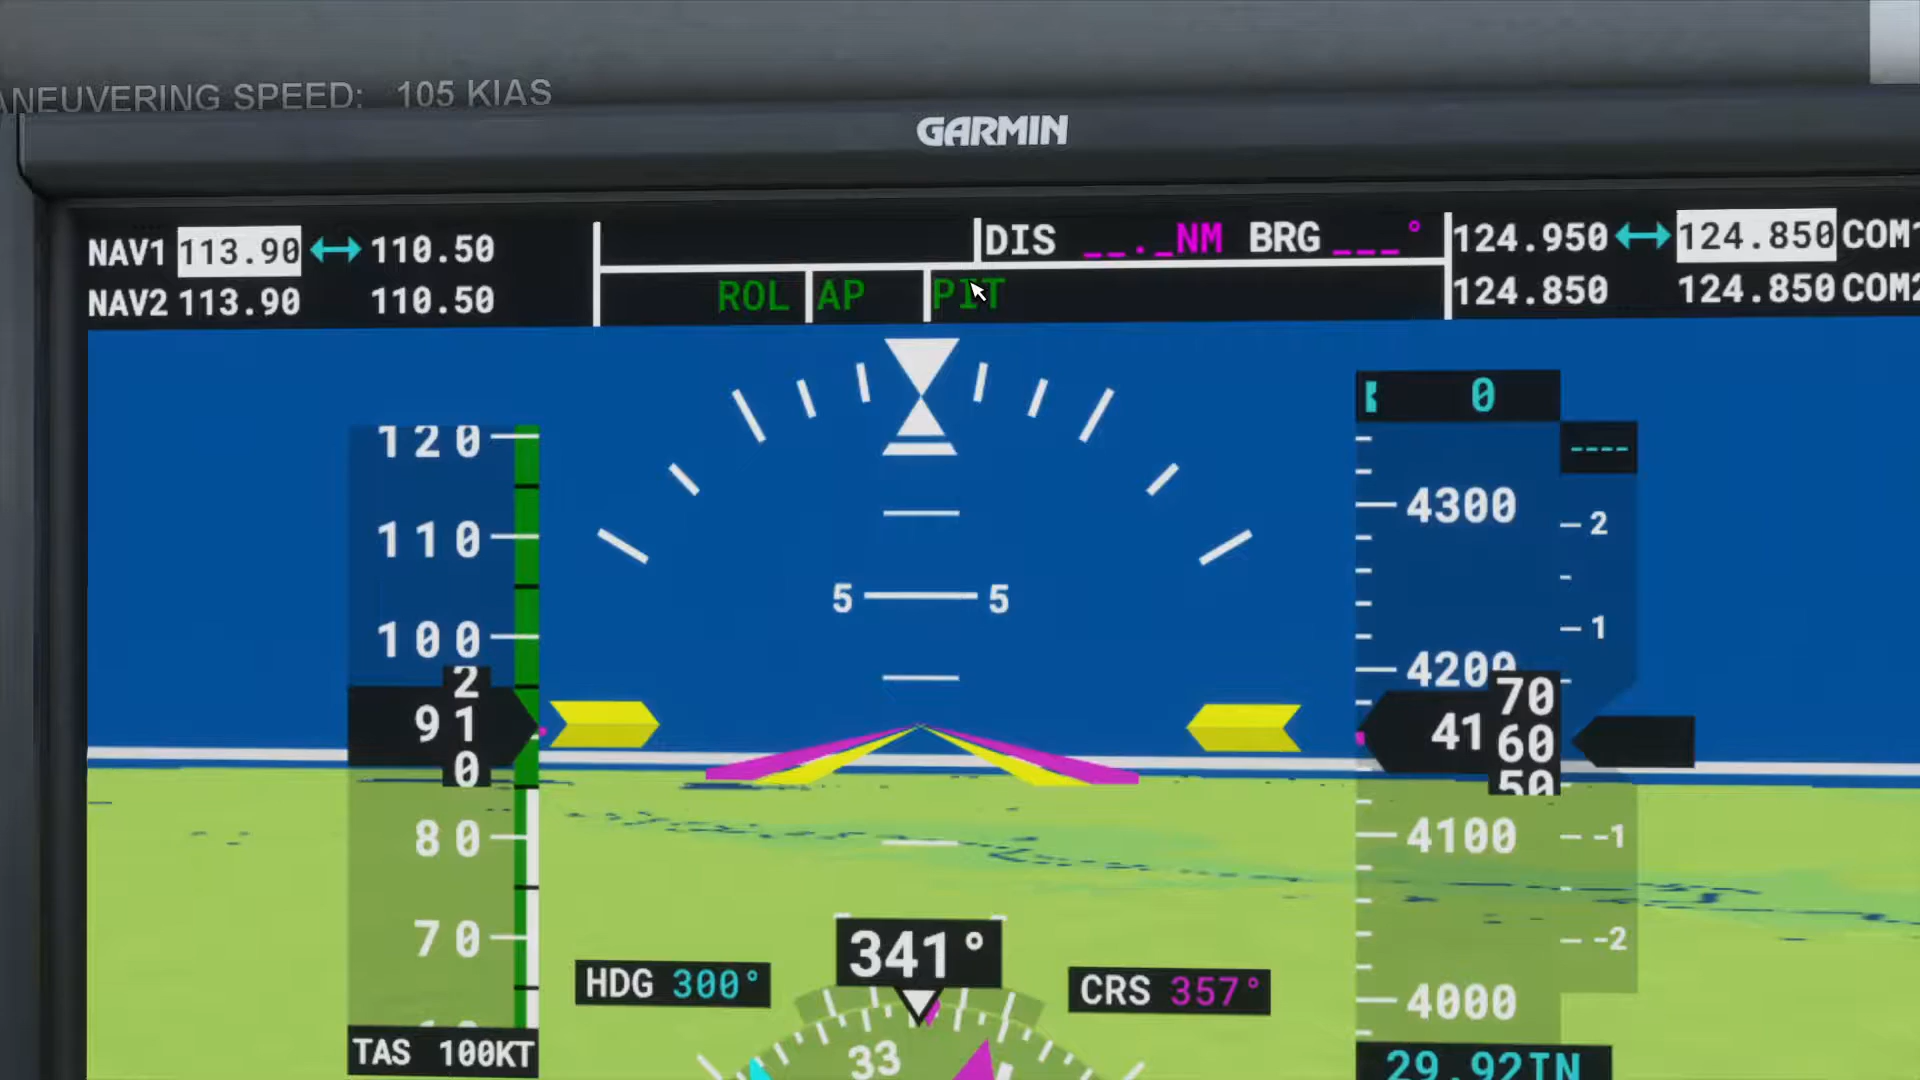 ANEUVERING SPEED: 105 KIAS
GARMIN
NAV1 113.90 110.50
NAV2 113.90 110.50
DIS __._NM BRG ___°
ROL AP PIT
124.950 124.850 COM1
124.850 124.850 COM2
0
----
120
110
100
2
91
0
80
70
TAS 100KT
5 5
4300
4200
41
70
60
50
4100
4000
2
1
-1
-2
341°
HDG 300°
CRS 357°
33
29.92IN